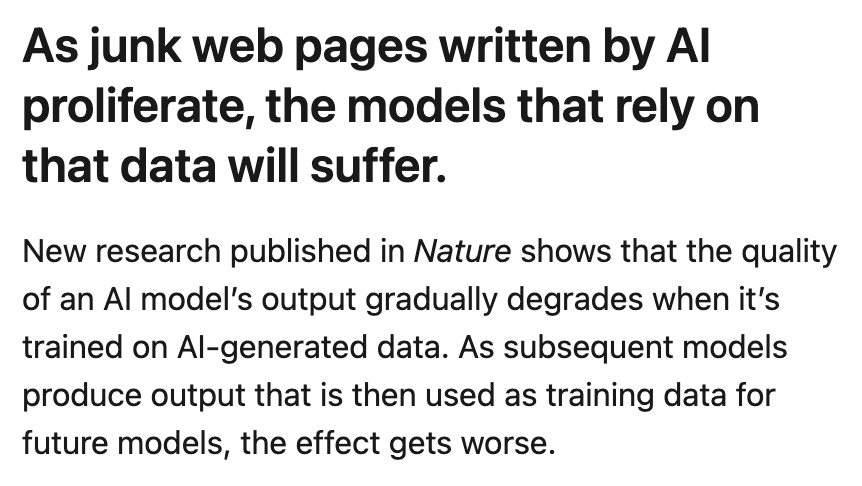 As junk web pages written by AI
proliferate, the models that rely on
that data will suffer.
New research published in Nature shows that the quality
of an AI model’s output gradually degrades when it’s
trained on AI-generated data. As subsequent models
produce output that is then used as training data for
future models, the effect gets worse.